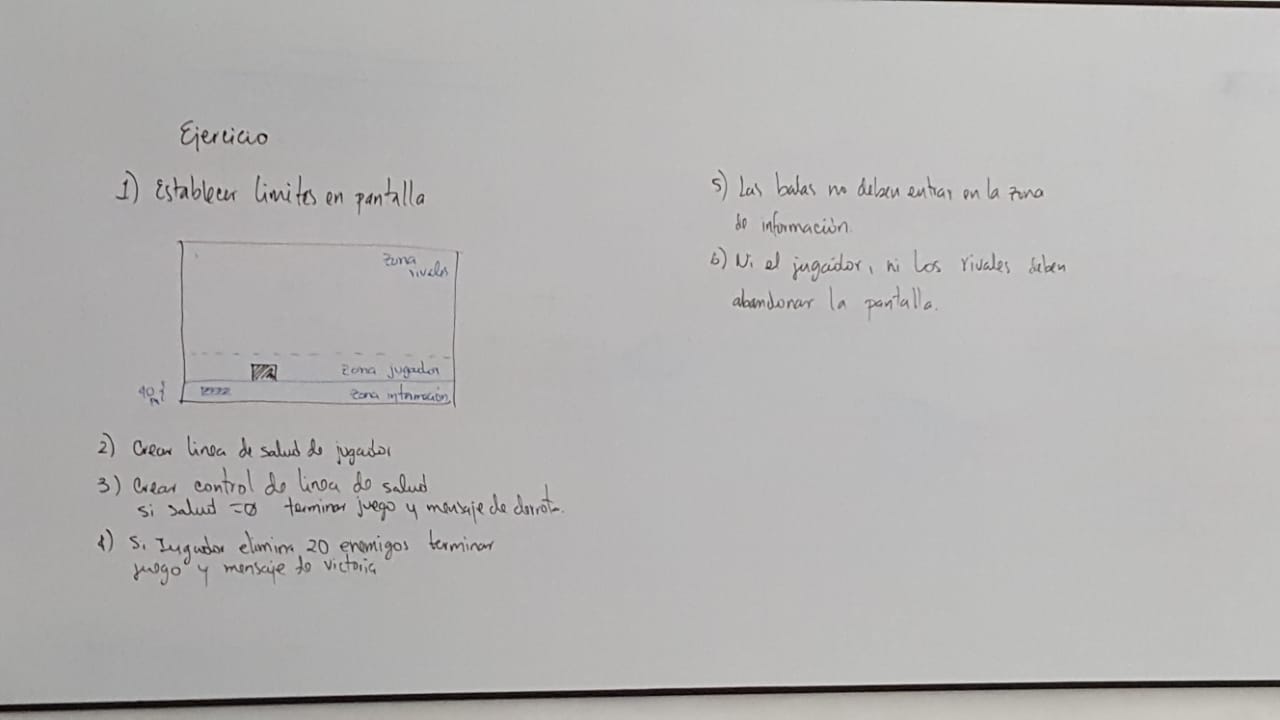 Ejercicio
1) Establecer limites en pantalla
zona
rivales
zona jugador
40
zona información
2) Crear linea de salud de jugador
3) Crear control de linea de salud
si salud =0 terminar juego y mensaje de derrota.
4) Si Jugador elimina 20 enemigos terminar
juego y mensaje de victoria
5) Las balas no deben entrar en la zona
de información.
6) Ni el jugador, ni los rivales deben
abandonar la pantalla.